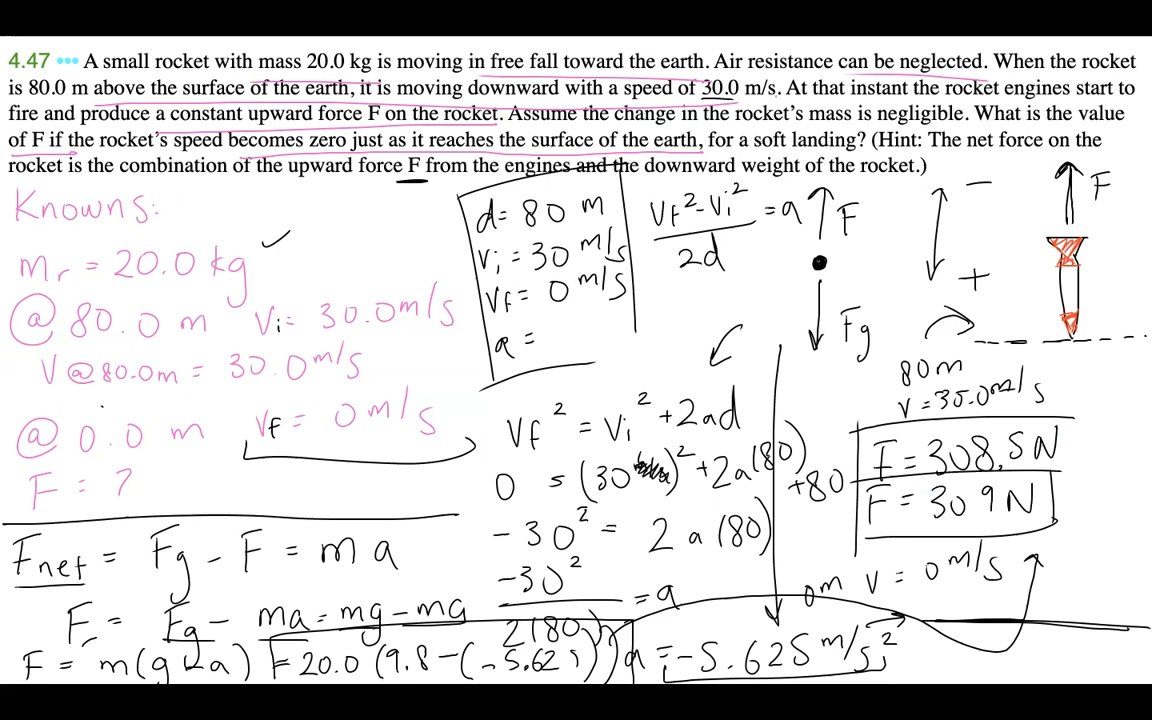 4.47 ••• A small rocket with mass 20.0 kg is moving in free fall toward the earth. Air resistance can be neglected. When the rocket
is 80.0 m above the surface of the earth, it is moving downward with a speed of 30.0 m/s. At that instant the rocket engines start to
fire and produce a constant upward force F on the rocket. Assume the change in the rocket's mass is negligible. What is the value
of F if the rocket's speed becomes zero just as it reaches the surface of the earth, for a soft landing? (Hint: The net force on the
rocket is the combination of the upward force F from the engines and the downward weight of the rocket.)
Knowns:
mr = 20.0 kg
@ 80.0 m Vi = 30.0 m/s
V @ 80.0m = 30.0 m/s
@ 0.0 m Vf = 0 m/s
F = ?
d = 80 m
Vi = 30 m/s
Vf = 0 m/s
a =
Vf² - Vi² / 2d = a
F
Fg
-
+
F
80m
V = 30.0m/s
Vf² = Vi² + 2ad
0 = (30)² + 2a(80)
+80
-30² = 2a(80)
-30² / 2(80) = a
a = -5.625 m/s²
F = 308.5 N
F = 309 N
0m V = 0 m/s
Fnet = Fg - F = ma
F = Fg - ma = mg - ma
F = m(g - a) F = 20.0 (9.8 - (-5.625))